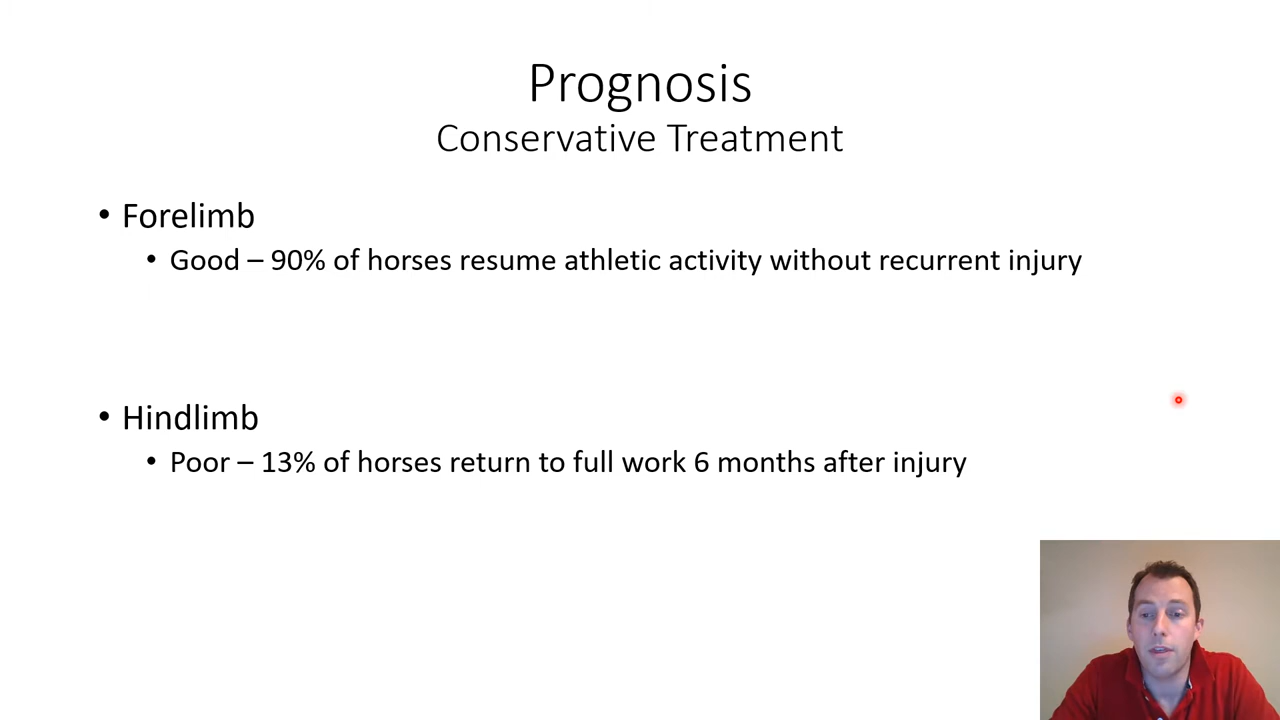 Prognosis
Conservative Treatment
• Forelimb
• Good – 90% of horses resume athletic activity without recurrent injury
• Hindlimb
• Poor – 13% of horses return to full work 6 months after injury